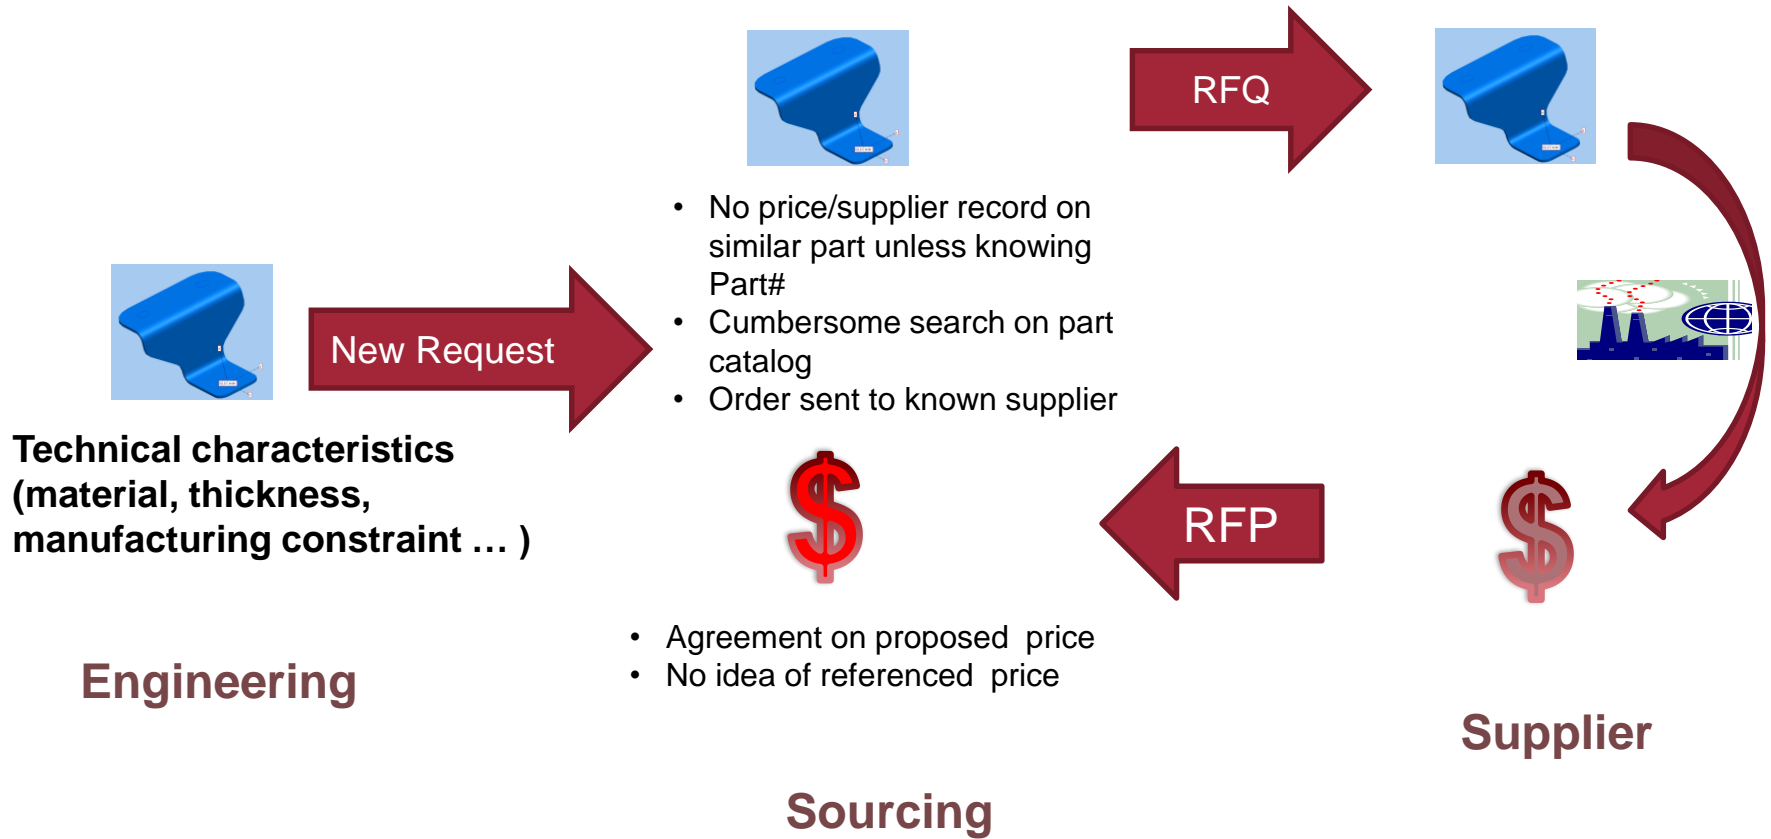 RFQ
• No price/supplier record on
similar part unless knowing
Part#
• Cumbersome search on part
catalog
• Order sent to known supplier
New Request
Technical characteristics
(material, thickness,
manufacturing constraint … )
$
RFP
$
• Agreement on proposed price
• No idea of referenced price
Engineering
Supplier
Sourcing